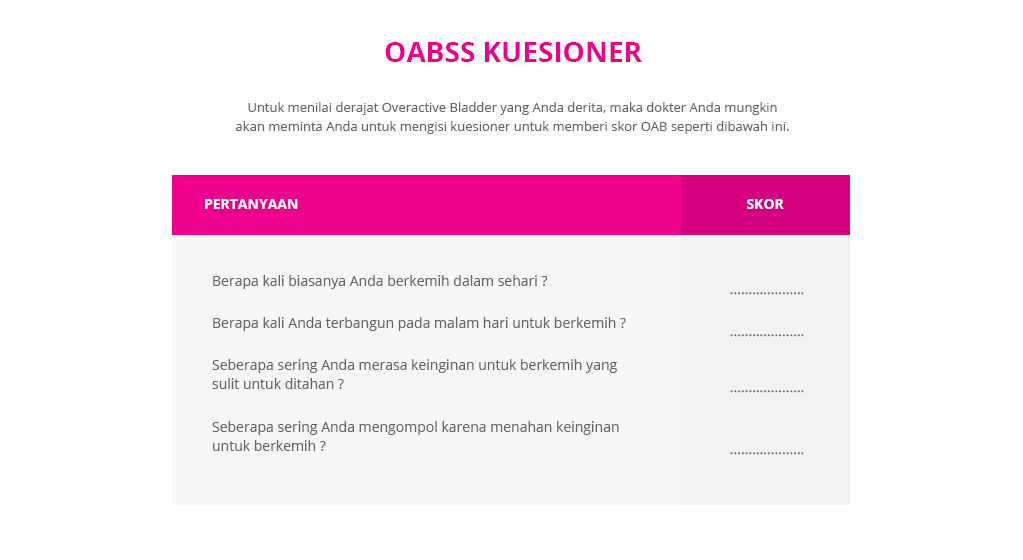 OABSS KUESIONER
Untuk menilai derajat Overactive Bladder yang Anda derita, maka dokter Anda mungkin
akan meminta Anda untuk mengisi kuesioner untuk memberi skor OAB seperti dibawah ini.
PERTANYAAN SKOR
Berapa kali biasanya Anda berkemih dalam sehari ? ....................
Berapa kali Anda terbangun pada malam hari untuk berkemih ? ....................
Seberapa sering Anda merasa keinginan untuk berkemih yang
sulit untuk ditahan ? ....................
Seberapa sering Anda mengompol karena menahan keinginan
untuk berkemih ? ....................